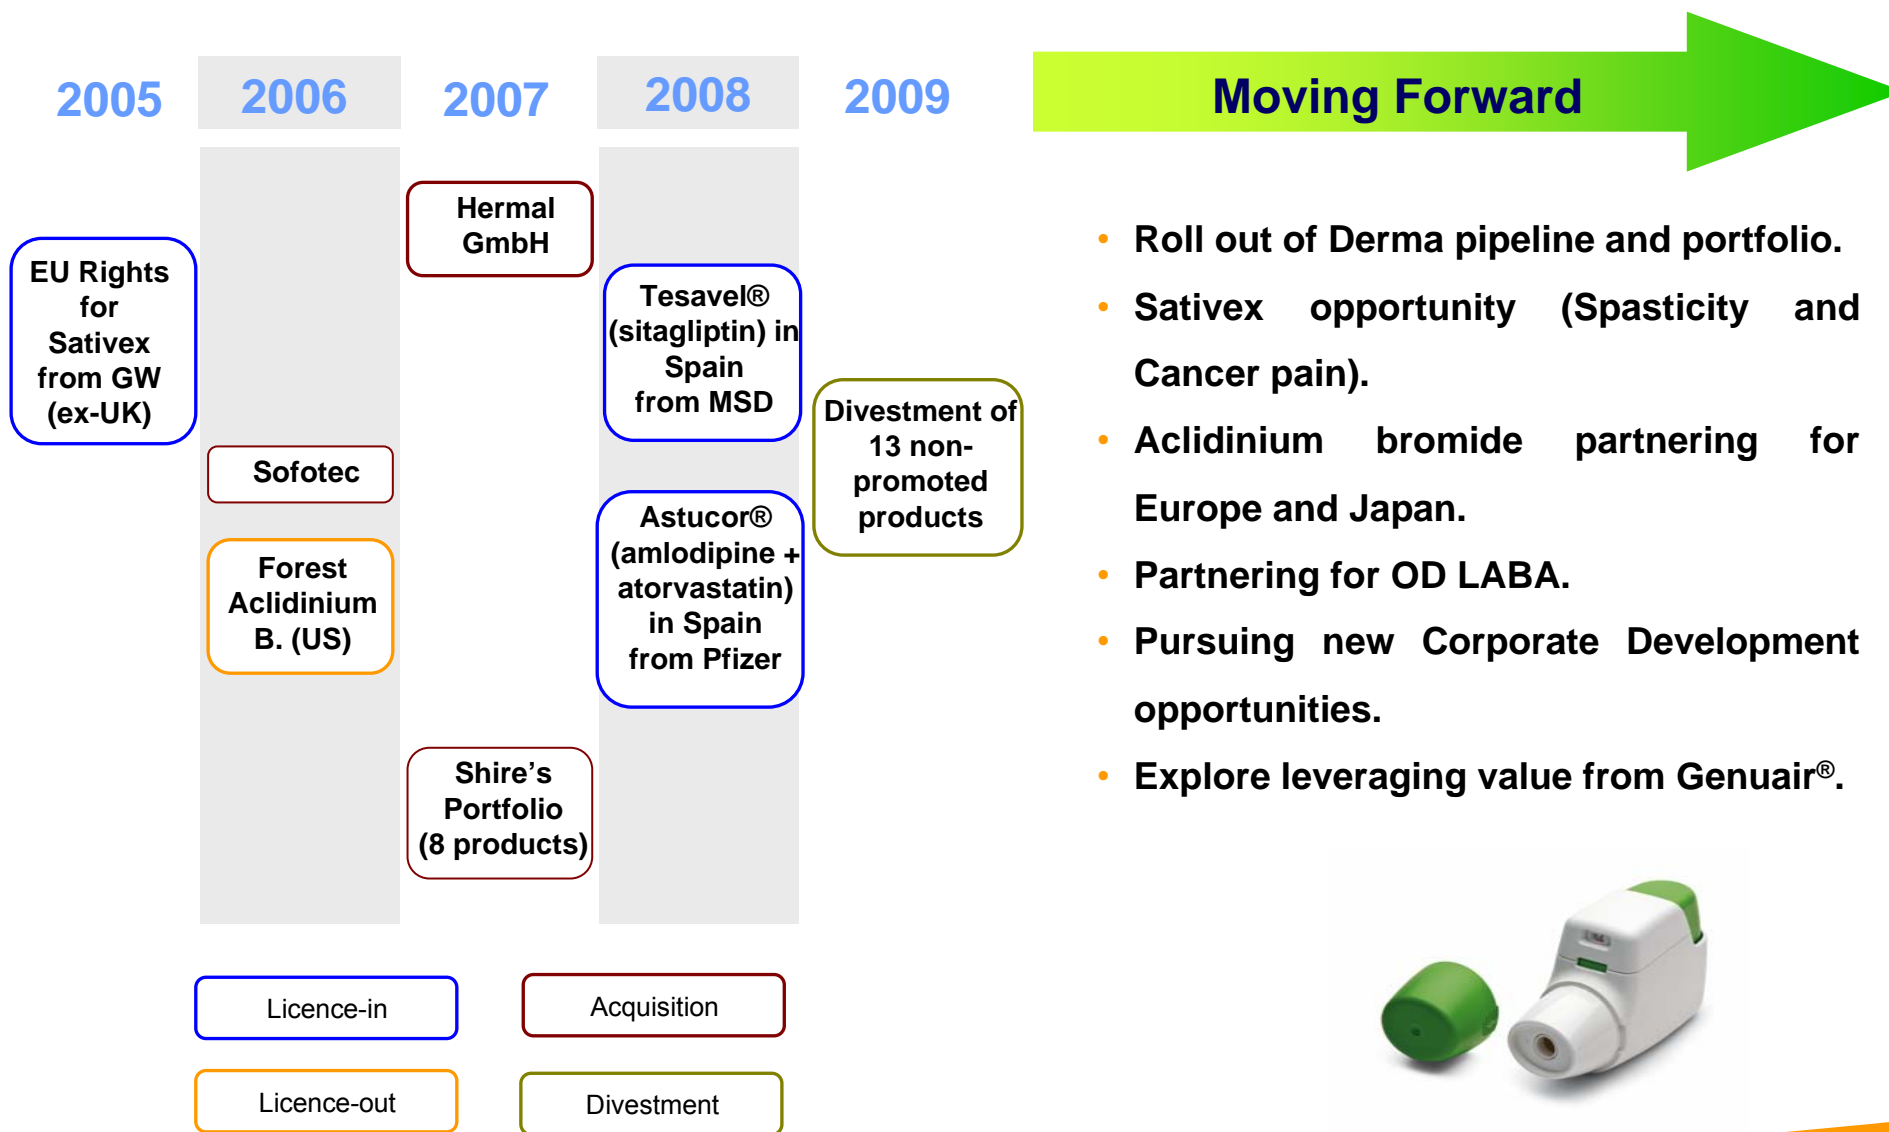 2005
2006
2007
2008
2009
Moving Forward
EU Rights
for
Sativex
from GW
(ex-UK)
Sofotec
Forest
Aclidinium
B. (US)
Hermal
GmbH
Shire’s
Portfolio
(8 products)
Tesavel®
(sitagliptin) in
Spain
from MSD
Astucor®
(amlodipine +
atorvastatin)
in Spain
from Pfizer
Divestment of
13 non-
promoted
products
• Roll out of Derma pipeline and portfolio.
• Sativex opportunity (Spasticity and
Cancer pain).
• Aclidinium bromide partnering for
Europe and Japan.
• Partnering for OD LABA.
• Pursuing new Corporate Development
opportunities.
• Explore leveraging value from Genuair®.
Licence-in
Acquisition
Licence-out
Divestment